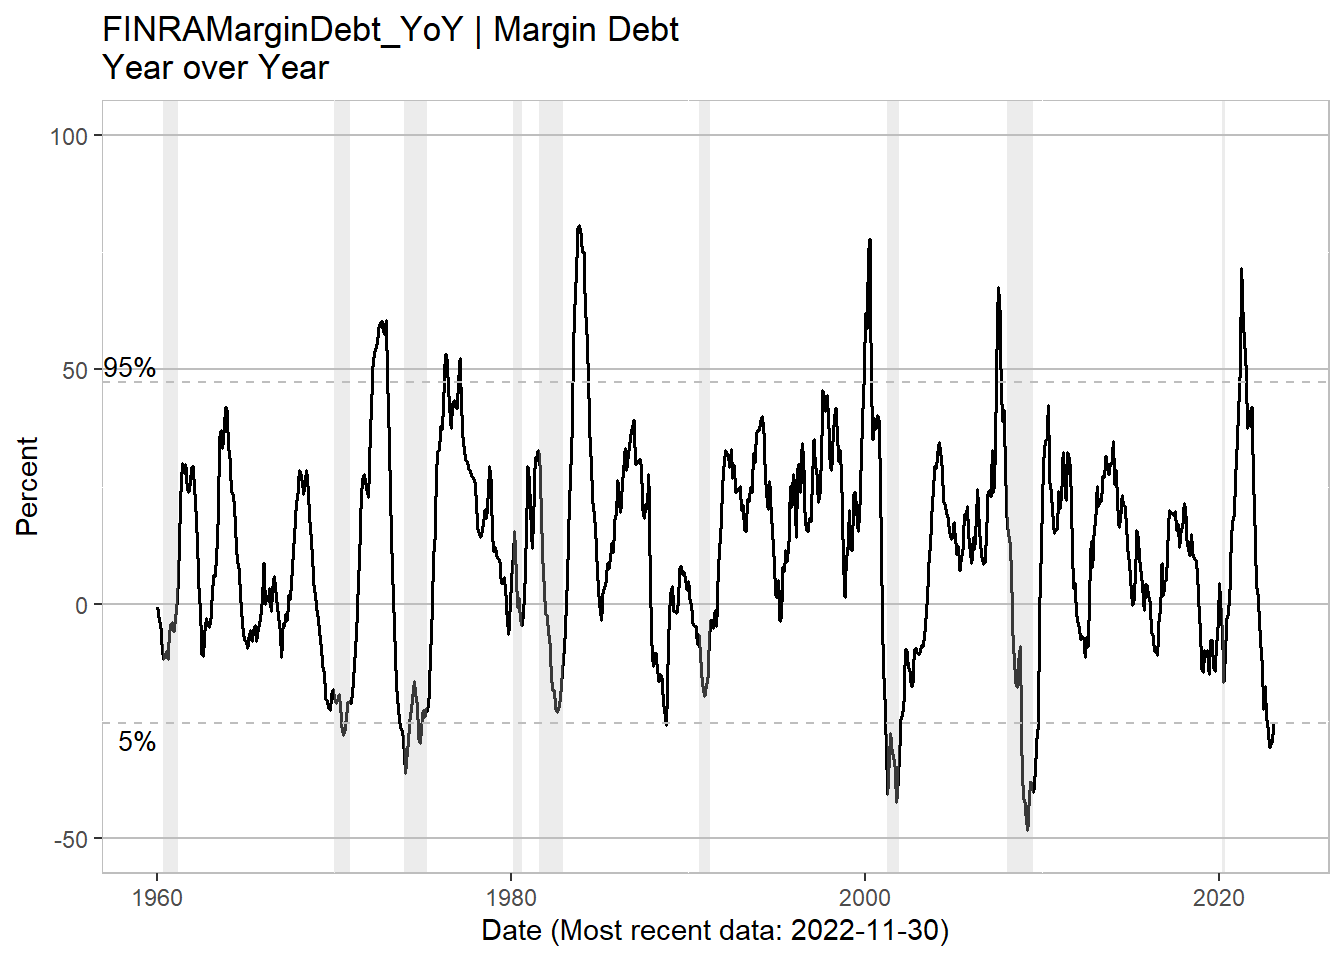 FINRAMarginDebt_YoY | Margin Debt
Year over Year
100
50
0
-50
95%
5%
Percent
1960
1980
2000
2020
Date (Most recent data: 2022-11-30)